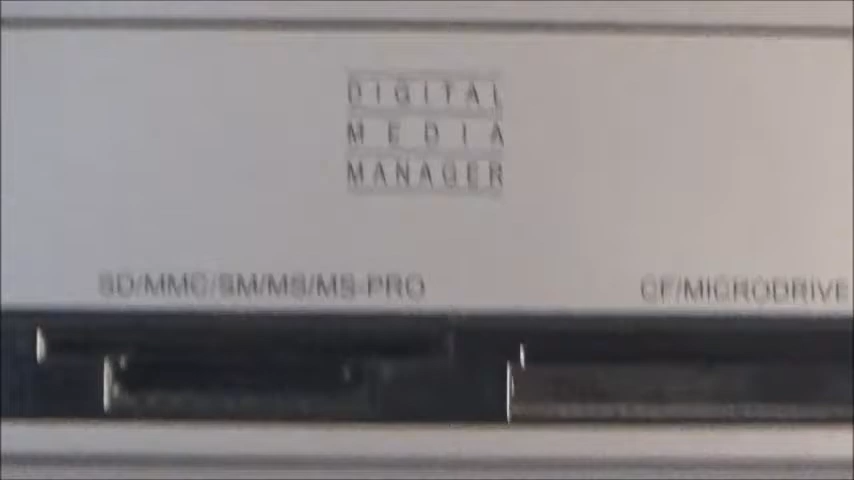 DIGITAL
MEDIA
MANAGER
SD/MMC/SM/MS/MS-PRO
CF/MICRODRIVE